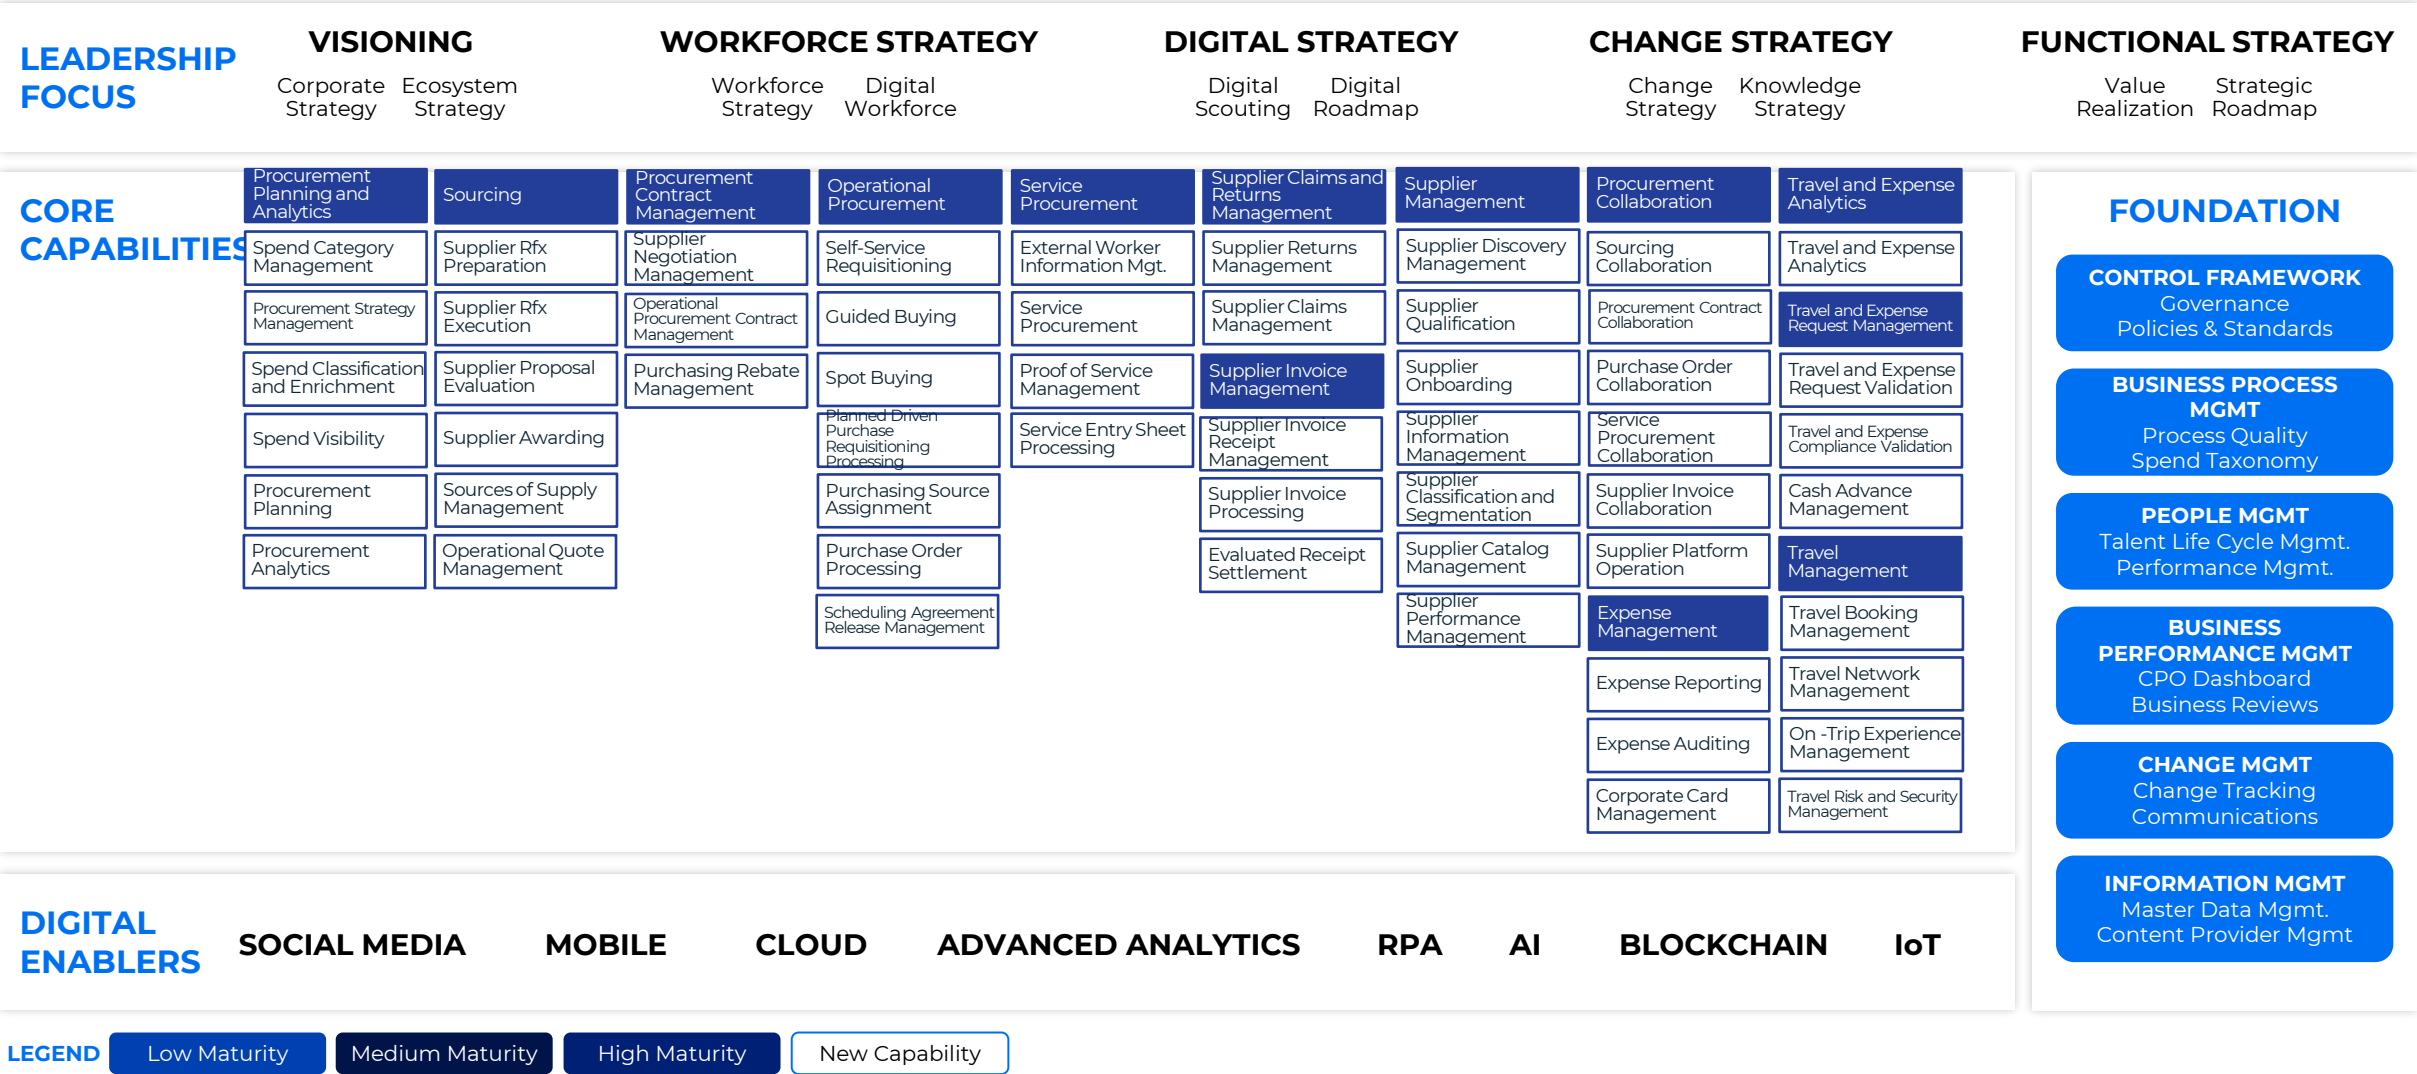 LEADERSHIP
FOCUS
VISIONING
Corporate
Strategy
Ecosystem
Strategy
WORKFORCE STRATEGY
Workforce
Strategy
Digital
Workforce
DIGITAL STRATEGY
Digital
Scouting
Digital
Roadmap
CHANGE STRATEGY
Change
Strategy
Knowledge
Strategy
FUNCTIONAL STRATEGY
Value
Realization
Strategic
Roadmap
CORE
CAPABILITIES
Procurement
Planning and
Analytics
Spend Category
Management
Procurement Strategy
Management
Spend Classification
and Enrichment
Spend Visibility
Procurement
Planning
Procurement
Analytics
Sourcing
Supplier Rfx
Preparation
Supplier Rfx
Execution
Supplier Proposal
Evaluation
Supplier Awarding
Sources of Supply
Management
Operational Quote
Management
Procurement
Contract
Management
Supplier
Negotiation
Management
Operational
Procurement Contract
Management
Purchasing Rebate
Management
Operational
Procurement
Self-Service
Requisitioning
Guided Buying
Spot Buying
Planned Driven
Purchase
Requisitioning
Processing
Purchasing Source
Assignment
Purchase Order
Processing
Scheduling Agreement
Release Management
Service
Procurement
External Worker
Information Mgt.
Service
Procurement
Proof of Service
Management
Service Entry Sheet
Processing
Supplier Claims and
Returns
Management
Supplier Returns
Management
Supplier Claims
Management
Supplier Invoice
Management
Supplier Invoice
Receipt
Management
Supplier Invoice
Processing
Evaluated Receipt
Settlement
Supplier
Management
Supplier Discovery
Management
Supplier
Qualification
Supplier
Onboarding
Supplier
Information
Management
Supplier
Classification and
Segmentation
Supplier Catalog
Management
Supplier
Performance
Management
Procurement
Collaboration
Sourcing
Collaboration
Procurement Contract
Collaboration
Purchase Order
Collaboration
Service
Procurement
Collaboration
Supplier Invoice
Collaboration
Supplier Platform
Operation
Expense
Management
Expense Reporting
Expense Auditing
Corporate Card
Management
Travel and Expense
Analytics
Travel and Expense
Analytics
Travel and Expense
Request Management
Travel and Expense
Request Validation
Travel and Expense
Compliance Validation
Cash Advance
Management
Travel
Management
Travel Booking
Management
Travel Network
Management
On -Trip Experience
Management
Travel Risk and Security
Management
FOUNDATION
CONTROL FRAMEWORK
Governance
Policies & Standards
BUSINESS PROCESS
MGMT
Process Quality
Spend Taxonomy
PEOPLE MGMT
Talent Life Cycle Mgmt.
Performance Mgmt.
BUSINESS
PERFORMANCE MGMT
CPO Dashboard
Business Reviews
CHANGE MGMT
Change Tracking
Communications
INFORMATION MGMT
Master Data Mgmt.
Content Provider Mgmt
DIGITAL
ENABLERS
SOCIAL MEDIA
MOBILE
CLOUD
ADVANCED ANALYTICS
RPA
AI
BLOCKCHAIN
IoT
LEGEND
Low Maturity
Medium Maturity
High Maturity
New Capability